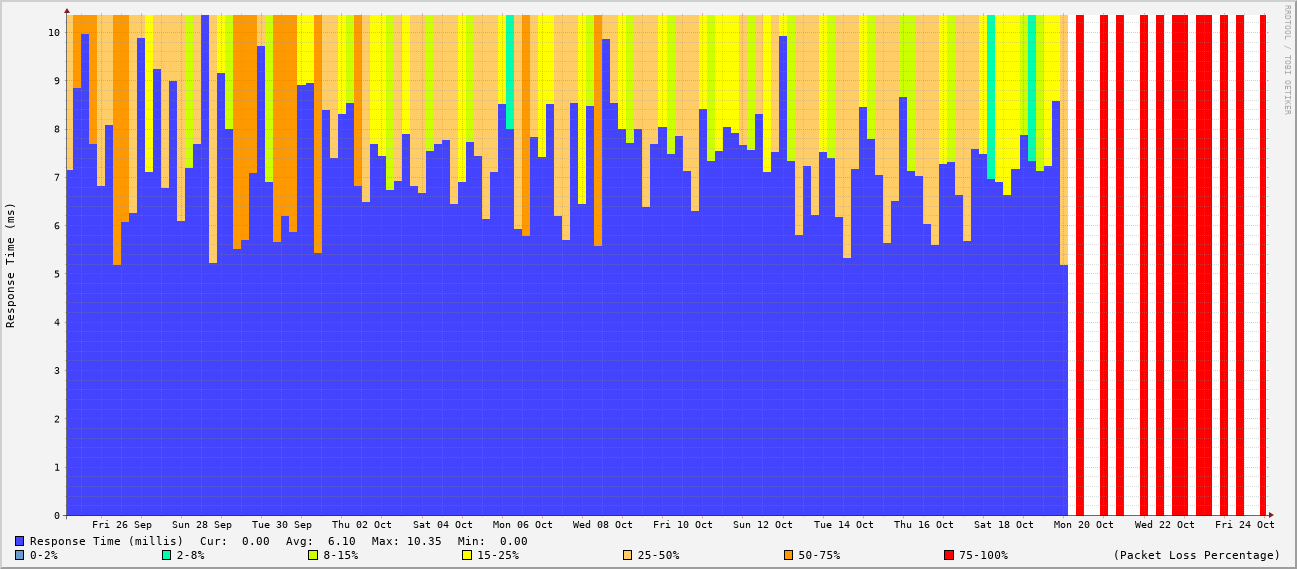 RRDTOOL / TOBI OETIKER
Response Time (ms)
10
9
8
7
6
5
4
3
2
1
0
Fri 26 Sep Sun 28 Sep Tue 30 Sep Thu 02 Oct Sat 04 Oct Mon 06 Oct Wed 08 Oct Fri 10 Oct Sun 12 Oct Tue 14 Oct Thu 16 Oct Sat 18 Oct Mon 20 Oct Wed 22 Oct Fri 24 Oct
Response Time (millis) Cur: 0.00 Avg: 6.10 Max: 10.35 Min: 0.00
0-2% 2-8% 8-15% 15-25% 25-50% 50-75% 75-100% (Packet Loss Percentage)